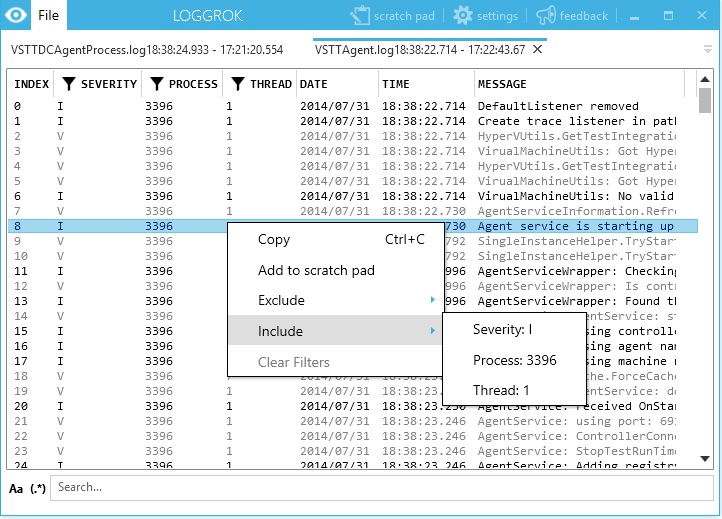 File
LOGGROK
scratch pad
settings
feedback
VSTTDCAgentProcess.log18:38:24.933 - 17:21:20.554
VSTTAgent.log18:38:22.714 - 17:22:43.67
INDEX SEVERITY PROCESS THREAD DATE TIME MESSAGE
0 I 3396 1 2014/07/31 18:38:22.714 DefaultListener removed
1 I 3396 1 2014/07/31 18:38:22.714 Create trace listener in path
2 V 3396 1 2014/07/31 18:38:22.714 HyperVUtils.GetTestIntegratio
3 V 3396 1 2014/07/31 18:38:22.714 VirualMachineUtils: Got Hyper
4 V 3396 1 2014/07/31 18:38:22.714 HyperVUtils.GetTestIntegratio
5 V 3396 1 2014/07/31 18:38:22.714 VirualMachineUtils: Got Hyper
6 I 3396 1 2014/07/31 18:38:22.714 VirualMachineUtils: No valid
7 V 3396 1 2014/07/31 18:38:22.730 AgentServiceInformation.Refre
8 I 3396 .730 Agent service is starting up
9 V 3396 792 SingleInstanceHelper.TryStar
10 V 3396 792 SingleInstanceHelper.TryStar
11 I 3396 996 AgentServiceWrapper: Checking
12 V 3396 996 AgentServiceWrapper: Is cont
13 I 3396 996 AgentServiceWrapper: Found th
14 V 3396 gentService: st
15 I 3396 sing controlle
16 I 3396 sing agent nam
17 I 3396 sing machine n
18 V 3396 che.ForceCache
19 V 3396 1 2014/07/31 gentService: do
20 I 3396 1 2014/07/31 18:38:23.230 AgentService: received OnStar
21 V 3396 1 2014/07/31 18:38:23.246 AgentService: using port: 691
22 V 3396 1 2014/07/31 18:38:23.246 AgentService: ControllerConne
23 V 3396 1 2014/07/31 18:38:23.246 AgentService: StopTestRunTime
24 I 3396 1 2014/07/31 18:38:23.246 AgentService: Adding registry
Copy Ctrl+C
Add to scratch pad
Exclude
Include
Clear Filters
Severity: I
Process: 3396
Thread: 1
Aa (.*) Search...